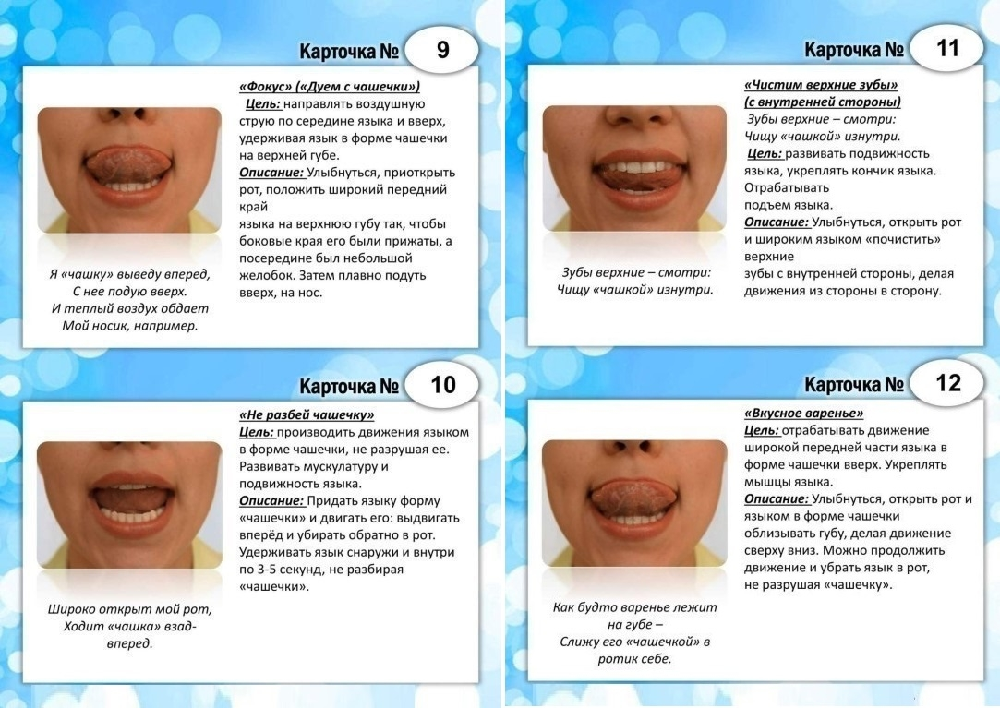 Карточка № 9
«Фокус» («Дуем с чашечки»)
Цель: направлять воздушную
струю по середине языка и вверх,
удерживая язык в форме чашечки
на верхней губе.
Описание: Улыбнуться, приоткрыть
рот, положить широкий передний
край
языка на верхнюю губу так, чтобы
боковые края его были прижаты, а
посередине был небольшой
желобок. Затем плавно подуть
вверх, на нос.
Я «чашку» выведу вперед,
С нее подую вверх.
И теплый воздух обдает
Мой носик, например.
Карточка № 10
«Не разбей чашечку»
Цель: производить движения языком
в форме чашечки, не разрушая ее.
Развивать мускулатуру и
подвижность языка.
Описание: Придать языку форму
«чашечки» и двигать его: выдвигать
вперёд и убирать обратно в рот.
Удерживать язык снаружи и внутри
по 3-5 секунд, не разбирая
«чашечки».
Широко открыт мой рот,
Ходит «чашка» взад-
вперед.
Карточка № 11
«Чистим верхние зубы»
(с внутренней стороны)
Зубы верхние – смотри:
Чищу «чашкой» изнутри.
Цель: развивать подвижность
языка, укреплять кончик языка.
Отрабатывать
подъем языка.
Описание: Улыбнуться, открыть рот
и широким языком «почистить»
верхние
зубы с внутренней стороны, делая
движения из стороны в сторону.
Зубы верхние – смотри:
Чищу «чашкой» изнутри.
Карточка № 12
«Вкусное варенье»
Цель: отрабатывать движение
широкой передней части языка в
форме чашечки вверх. Укреплять
мышцы языка.
Описание: Улыбнуться, открыть рот и
языком в форме чашечки
облизывать губу, делая движение
сверху вниз. Можно продолжить
движение и убрать язык в рот,
не разрушая «чашечку».
Как будто варенье лежит
на губе –
Слижу его «чашечкой» в
ротик себе.